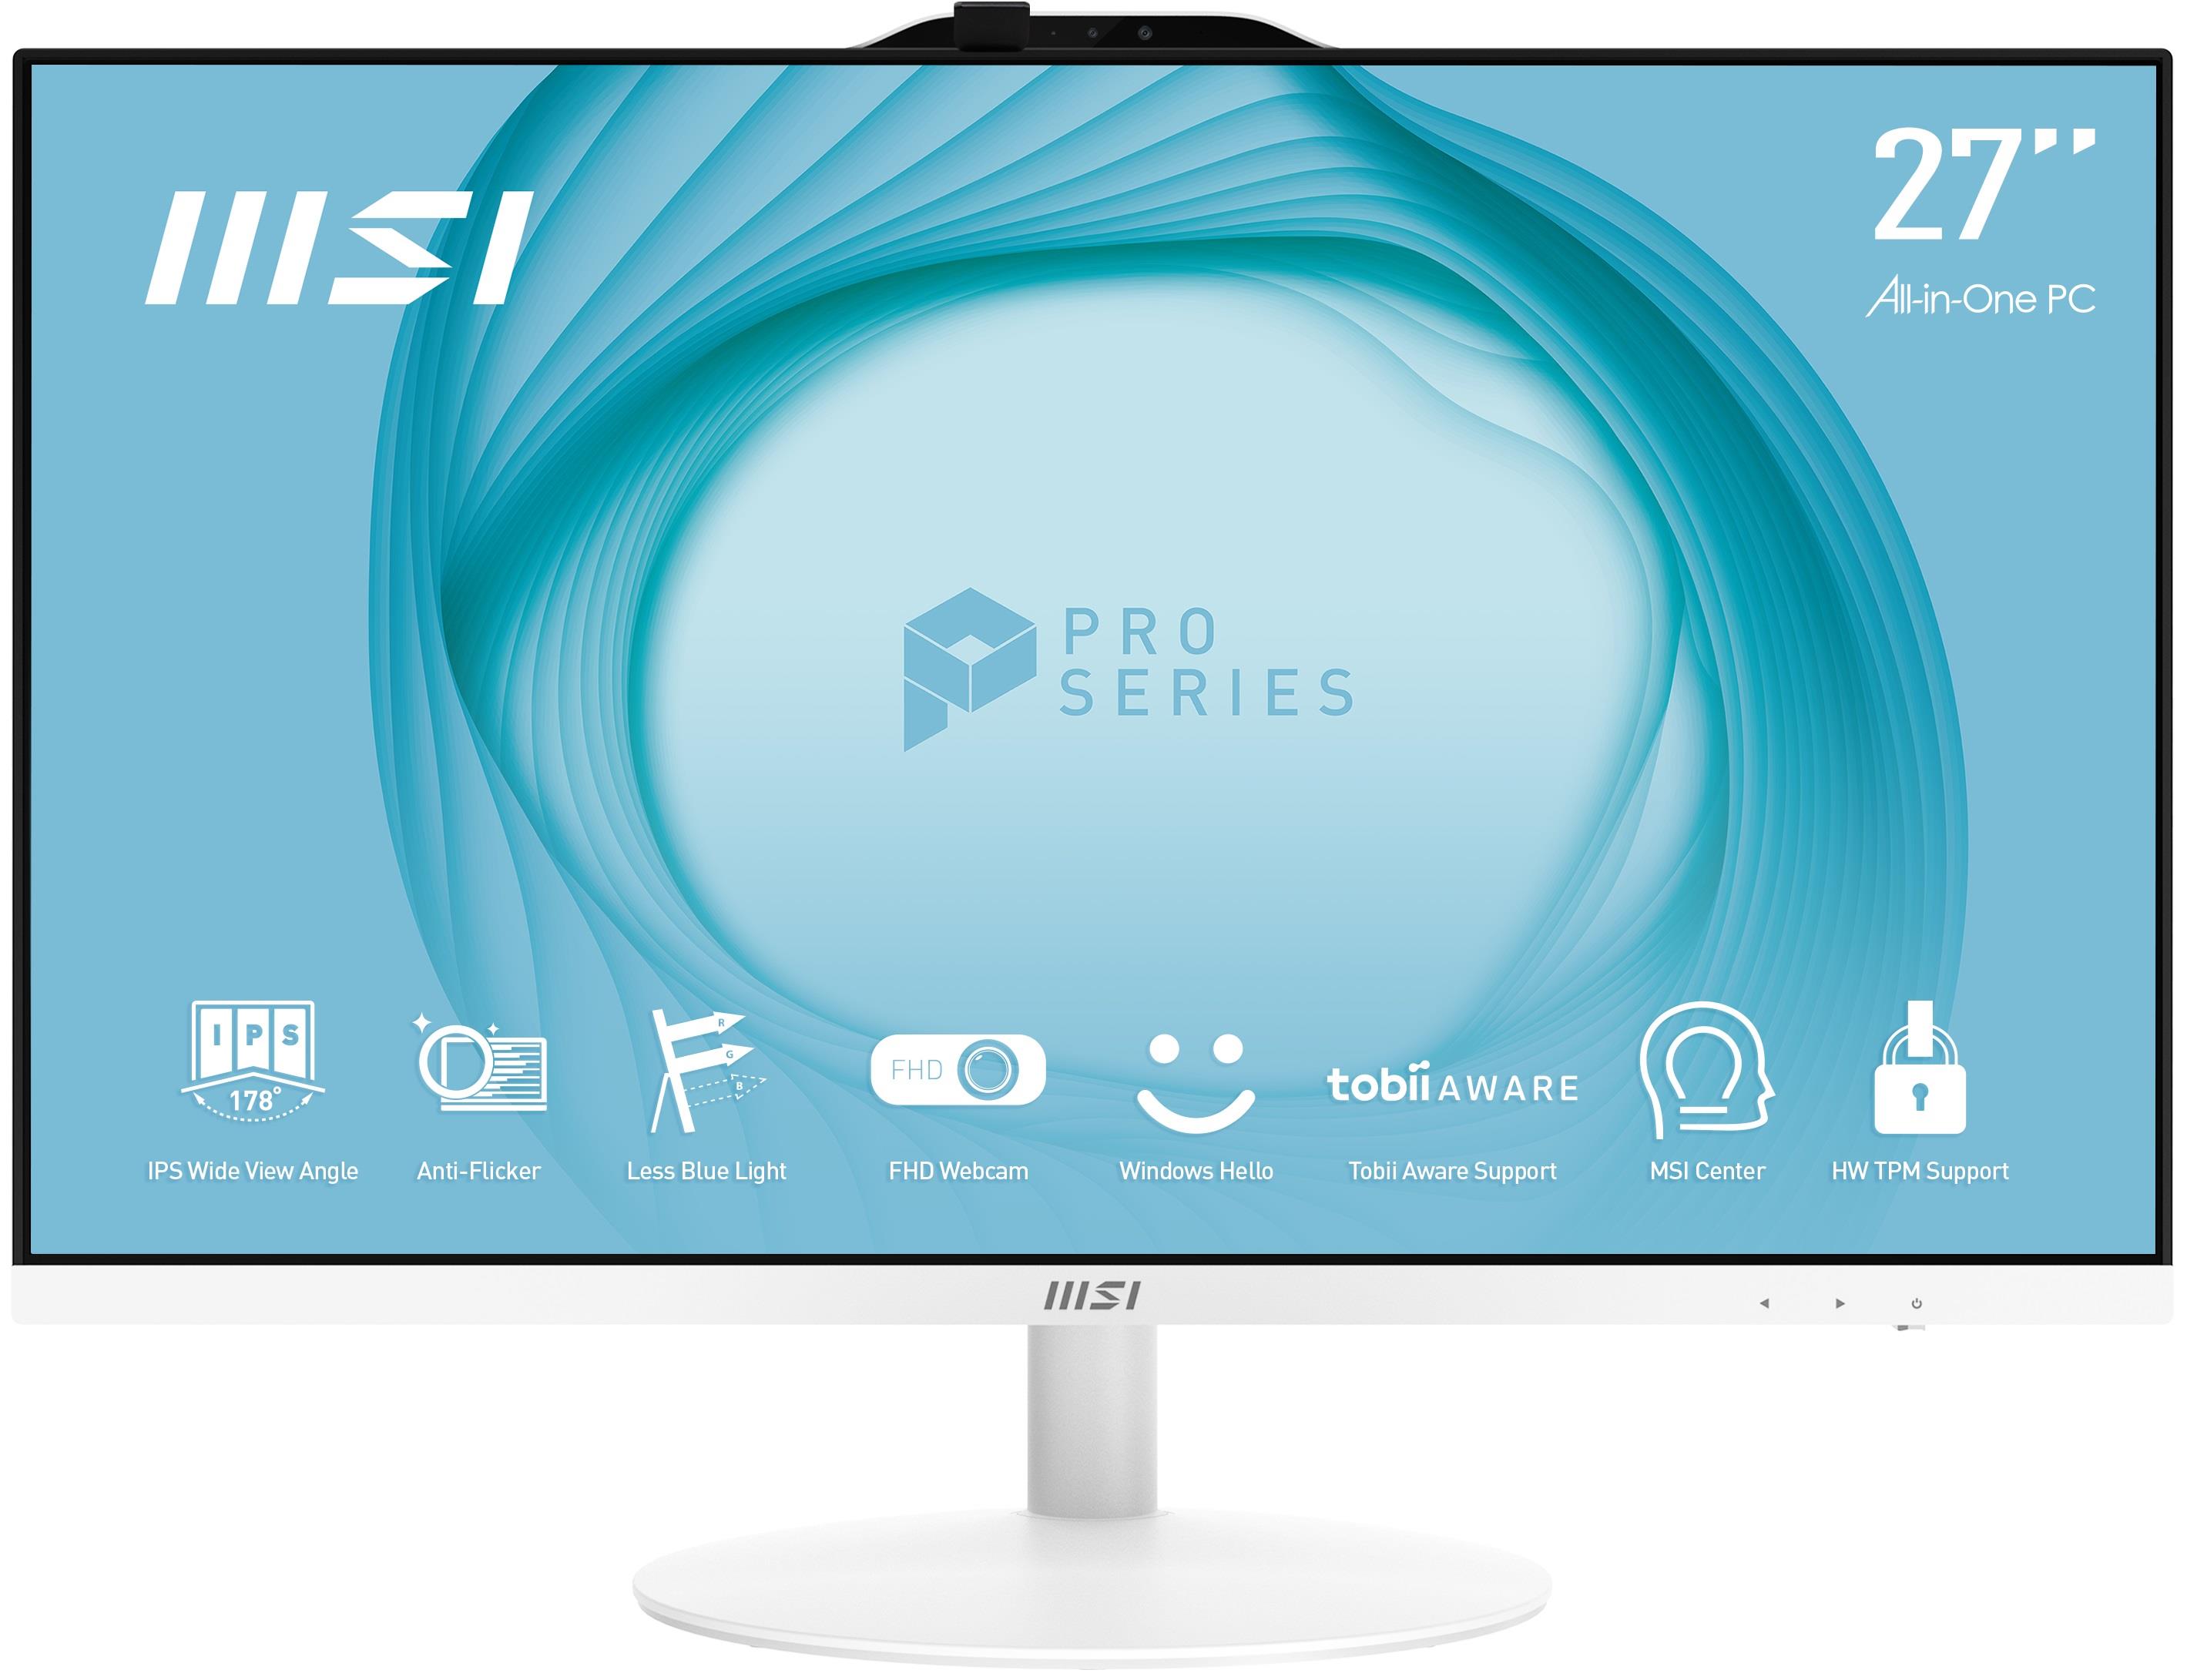 msi
27"
All-in-One PC
PRO
SERIES
IPS
178°
R
G
B
FHD
tobii AWARE
IPS Wide View Angle
Anti-Flicker
Less Blue Light
FHD Webcam
Windows Hello
Tobii Aware Support
MSI Center
HW TPM Support
msi